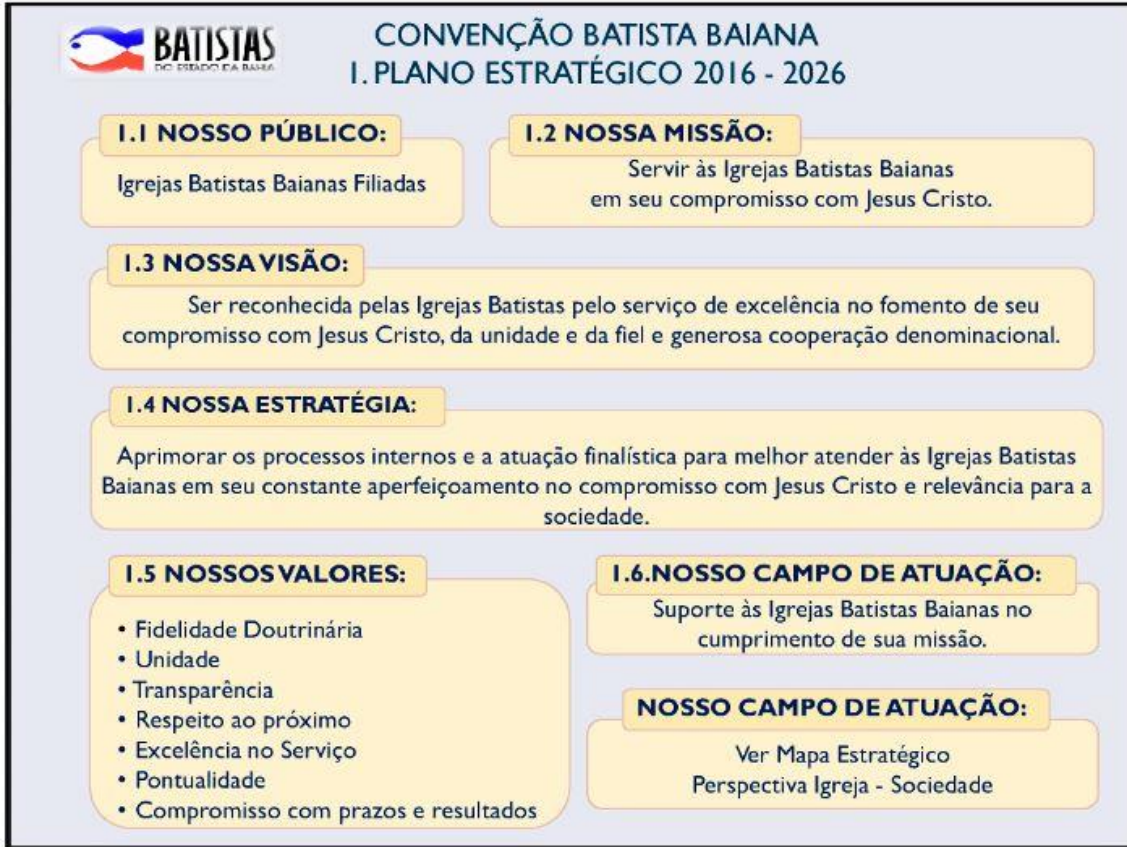 BATISTAS
DO ESTADO DA BAHIA
CONVENÇÃO BATISTA BAIANA
1. PLANO ESTRATÉGICO 2016 - 2026
1.1 NOSSO PÚBLICO:
Igrejas Batistas Baianas Filiadas
1.2 NOSSA MISSÃO:
Servir às Igrejas Batistas Baianas
em seu compromisso com Jesus Cristo.
1.3 NOSSA VISÃO:
Ser reconhecida pelas Igrejas Batistas pelo serviço de excelência no fomento de seu
compromisso com Jesus Cristo, da unidade e da fiel e generosa cooperação denominacional.
1.4 NOSSA ESTRATÉGIA:
Aprimorar os processos internos e a atuação finalística para melhor atender às Igrejas Batistas
Baianas em seu constante aperfeiçoamento no compromisso com Jesus Cristo e relevância para a
sociedade.
1.5 NOSSOS VALORES:
• Fidelidade Doutrinária
• Unidade
• Transparência
• Respeito ao próximo
• Excelência no Serviço
• Pontualidade
• Compromisso com prazos e resultados
1.6.NOSSO CAMPO DE ATUAÇÃO:
Suporte às Igrejas Batistas Baianas no
cumprimento de sua missão.
NOSSO CAMPO DE ATUAÇÃO:
Ver Mapa Estratégico
Perspectiva Igreja - Sociedade